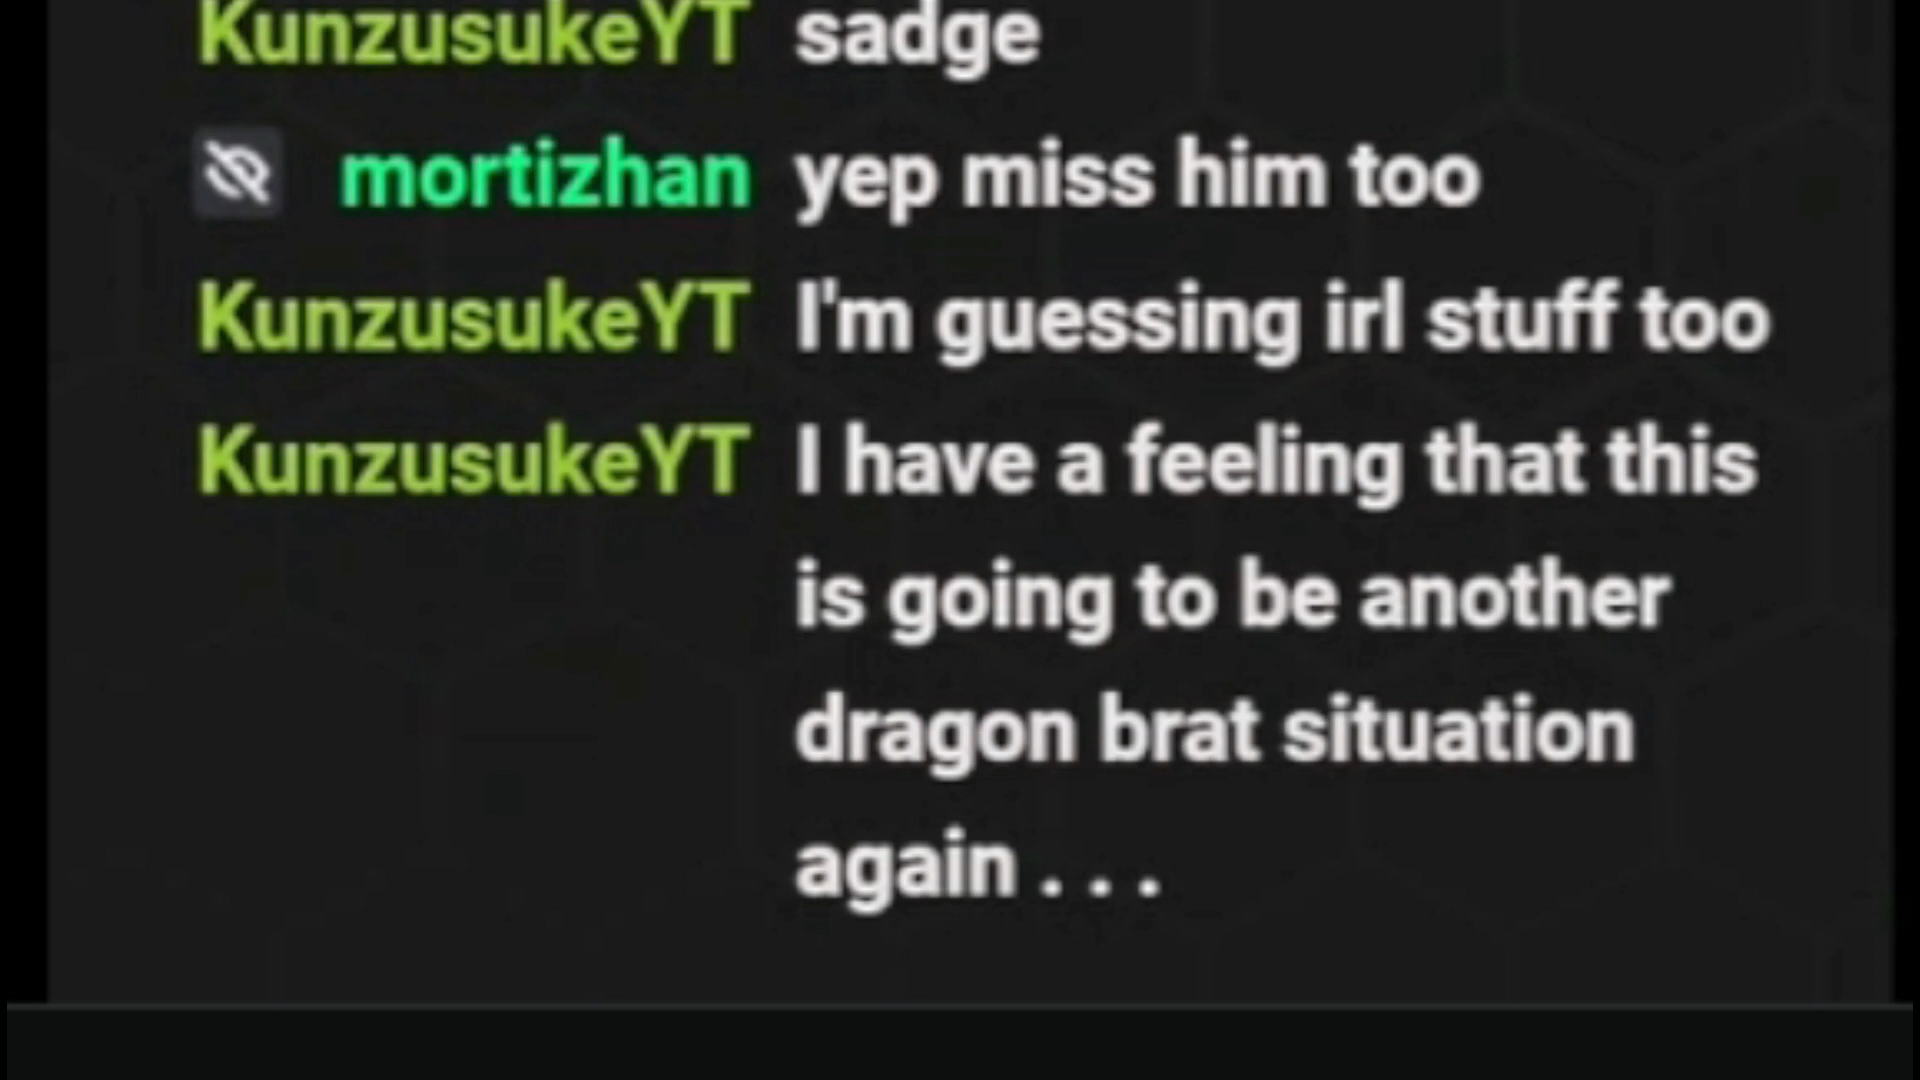 KunzusukeYT sadge
mortizhan yep miss him too
KunzusukeYT I'm guessing irl stuff too
KunzusukeYT I have a feeling that this
is going to be another
dragon brat situation
again . . .